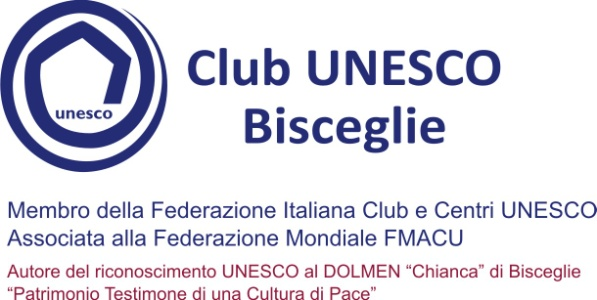 unesco
Club UNESCO
Bisceglie
Membro della Federazione Italiana Club e Centri UNESCO
Associata alla Federazione Mondiale FMACU
Autore del riconoscimento UNESCO al DOLMEN “Chianca” di Bisceglie
“Patrimonio Testimone di una Cultura di Pace”